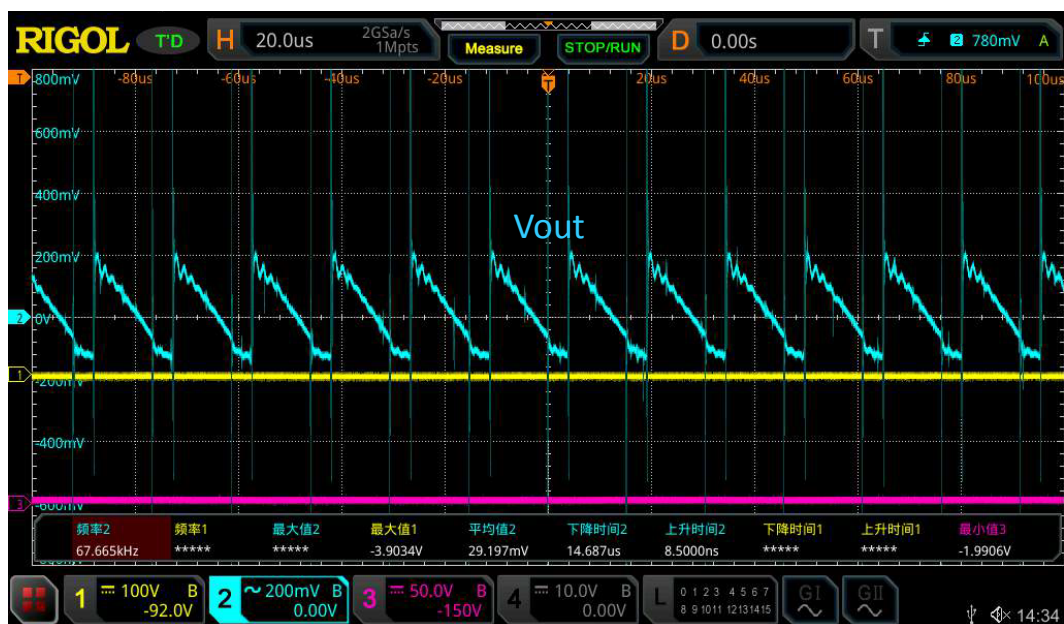 RIGOL T'D H 20.0us 2GSa/s 1Mpts Measure STOP/RUN D 0.00s T 2 780mV A
T 800mV -80us -60us -40us -20us T 20us 40us 60us 80us 100us
600mV
400mV
Vout
200mV
2 0V
1
-200mV
-400mV
3 -600mV
频率2 频率1 最大值2 最大值1 平均值2 下降时间2 上升时间2 下降时间1 上升时间1 最小值3
67.665kHz ***** ***** -3.9034V 29.197mV 14.687us 8.5000ns ***** ***** -1.9906V
1 100V B 2 200mV B 3 50.0V B 4 10.0V B L 0 1 2 3 4 5 6 7 GI GII
-92.0V 0.00V -150V 0.00V 8 9 10 11 12 13 14 15 14:34